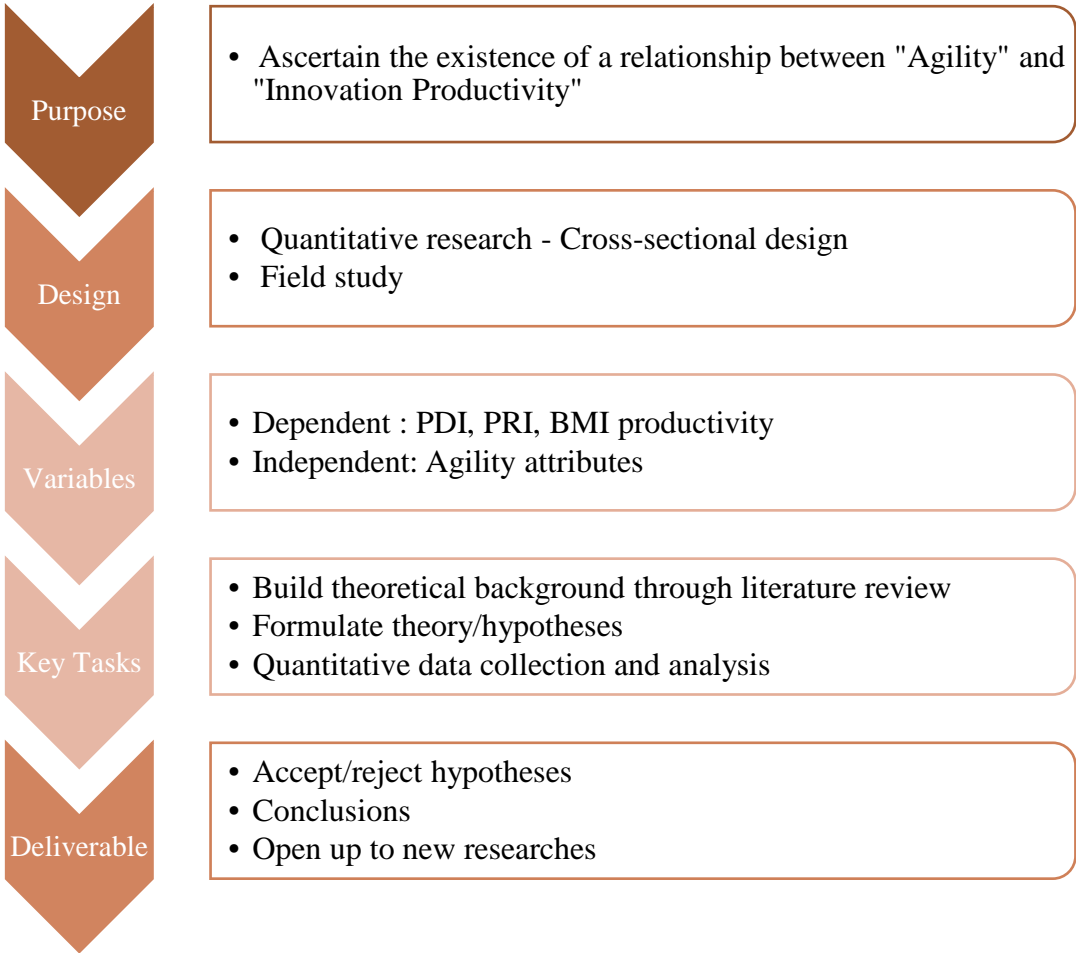 Purpose
• Ascertain the existence of a relationship between "Agility" and
"Innovation Productivity"
Design
• Quantitative research - Cross-sectional design
• Field study
Variables
• Dependent : PDI, PRI, BMI productivity
• Independent: Agility attributes
Key Tasks
• Build theoretical background through literature review
• Formulate theory/hypotheses
• Quantitative data collection and analysis
Deliverable
• Accept/reject hypotheses
• Conclusions
• Open up to new researches